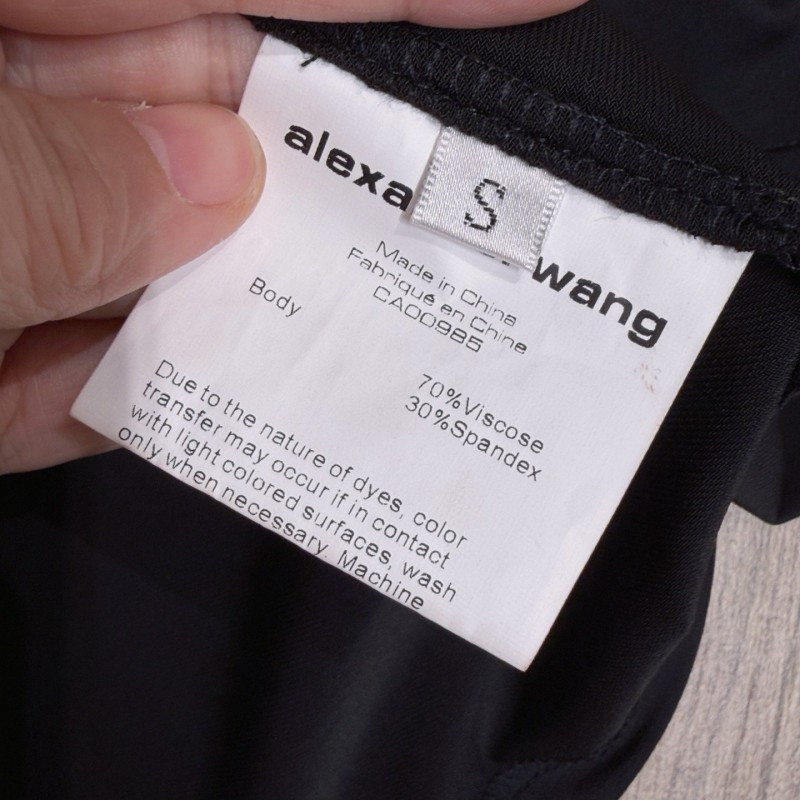 alexa wang
S
Made in China
Fabriqué en Chine
CA00985
Body
70%Viscose
30%Spandex
Due to the nature of dyes, color
transfer may occur if in contact
with light colored surfaces, wash
only when necessary. Machine